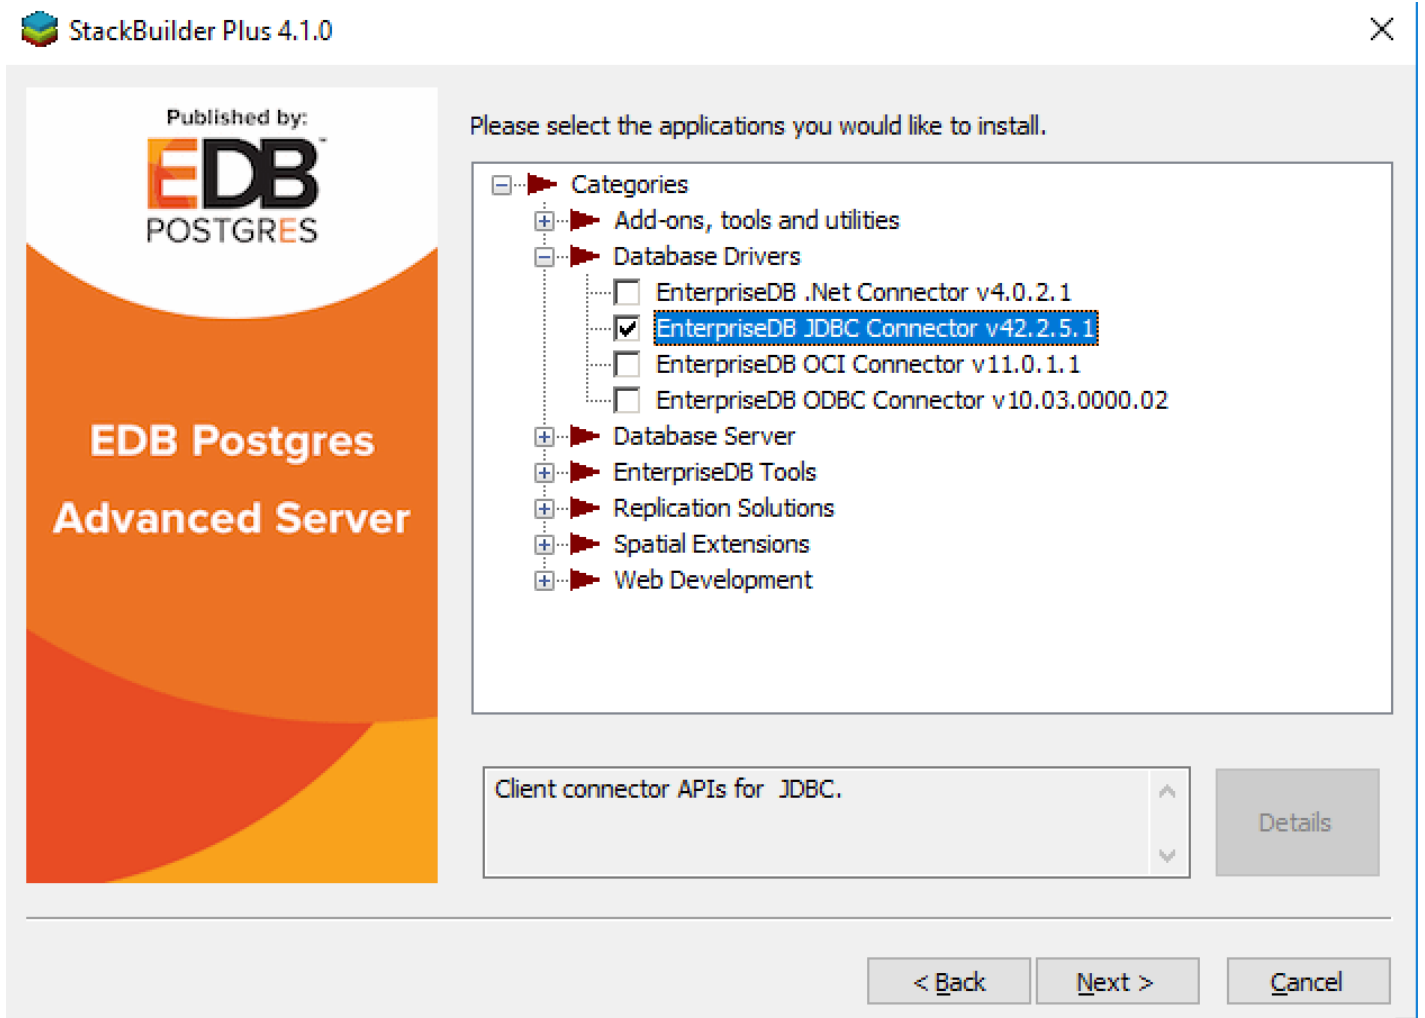 StackBuilder Plus 4.1.0
Published by:
EDB™
POSTGRES
EDB Postgres
Advanced Server
Please select the applications you would like to install.
Categories
Add-ons, tools and utilities
Database Drivers
EnterpriseDB .Net Connector v4.0.2.1
EnterpriseDB JDBC Connector v42.2.5.1
EnterpriseDB OCI Connector v11.0.1.1
EnterpriseDB ODBC Connector v10.03.0000.02
Database Server
EnterpriseDB Tools
Replication Solutions
Spatial Extensions
Web Development
Client connector APIs for  JDBC.
Details
< Back
Next >
Cancel